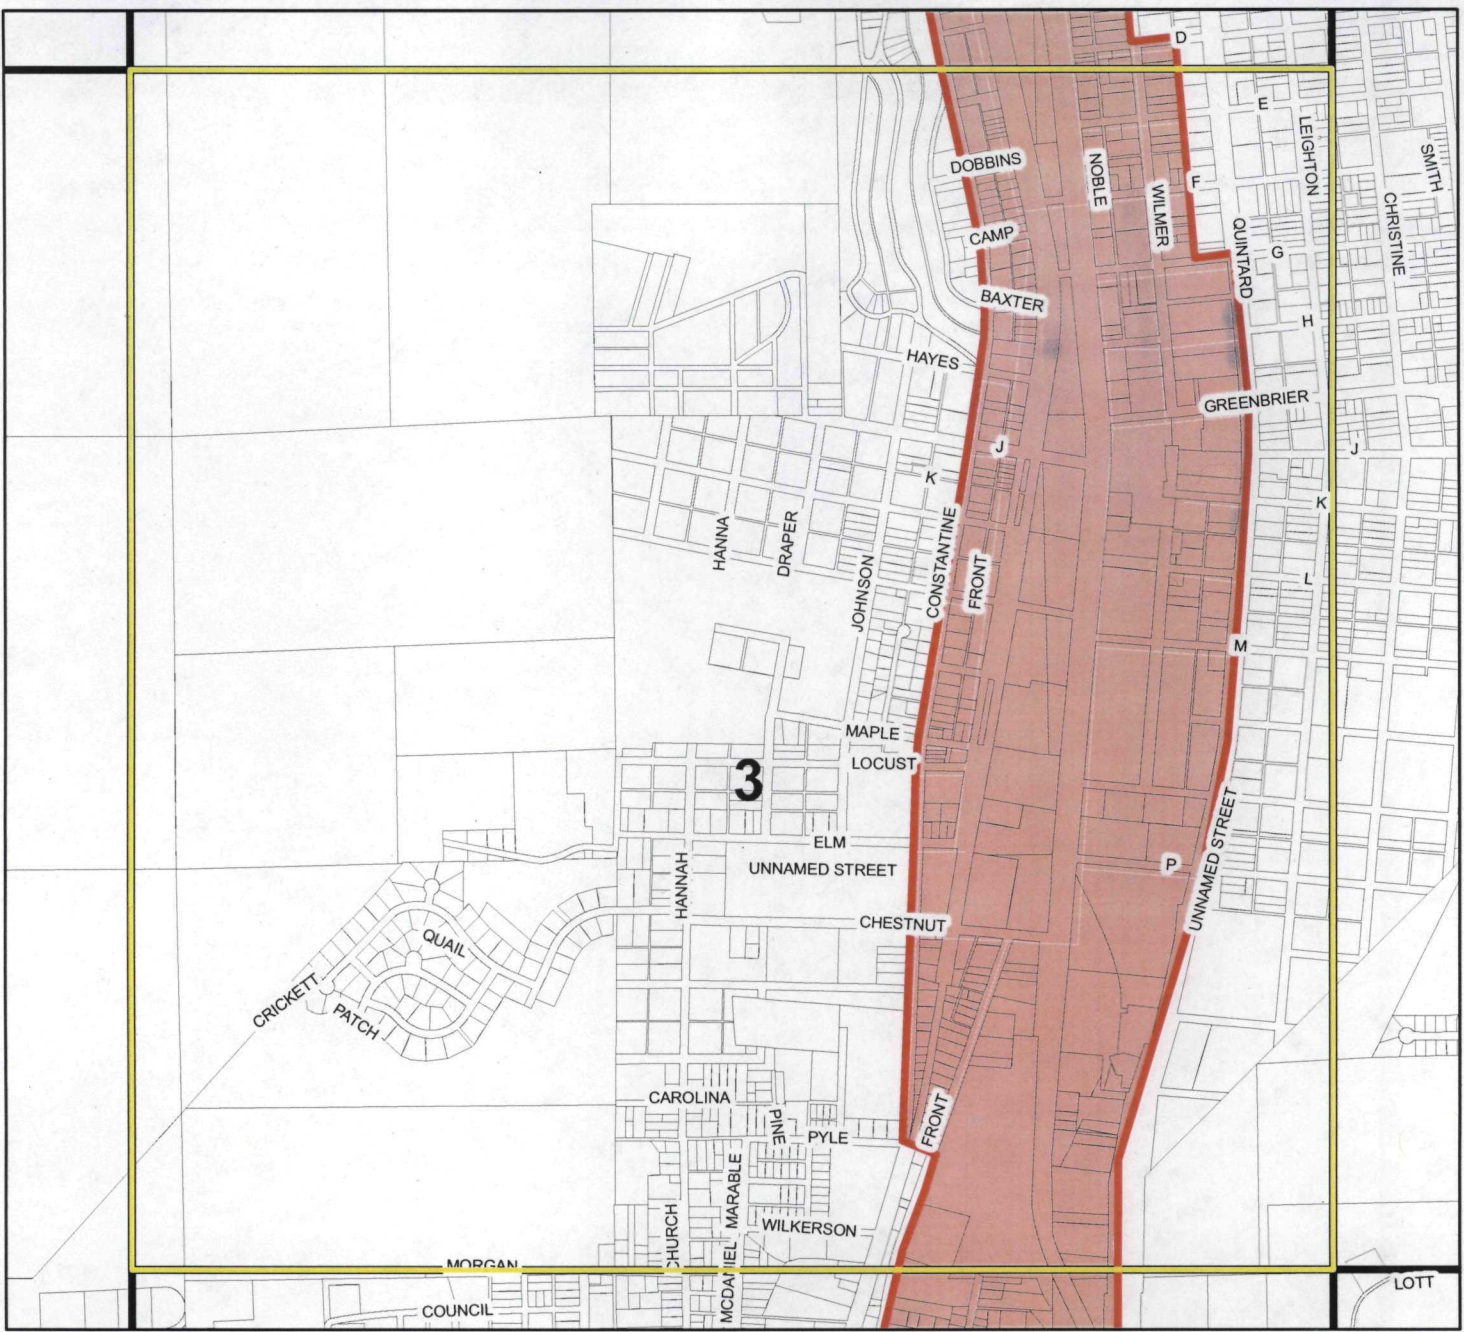 D
E
LEIGHTON
SMITH
DOBBINS
NOBLE
F
WILMER
CHRISTINE
CAMP
QUINTARD
G
BAXTER
H
HAYES
GREENBRIER
J
J
K
K
HANNA
DRAPER
CONSTANTINE
FRONT
JOHNSON
L
M
MAPLE
LOCUST
3
ELM
UNNAMED STREET
P
UNNAMED STREET
HANNAH
CHESTNUT
QUAIL
CRICKETT
PATCH
CAROLINA
PINE
PYLE
FRONT
MARABLE
CHURCH
WILKERSON
MCDANIEL
MORGAN
COUNCIL
LOTT